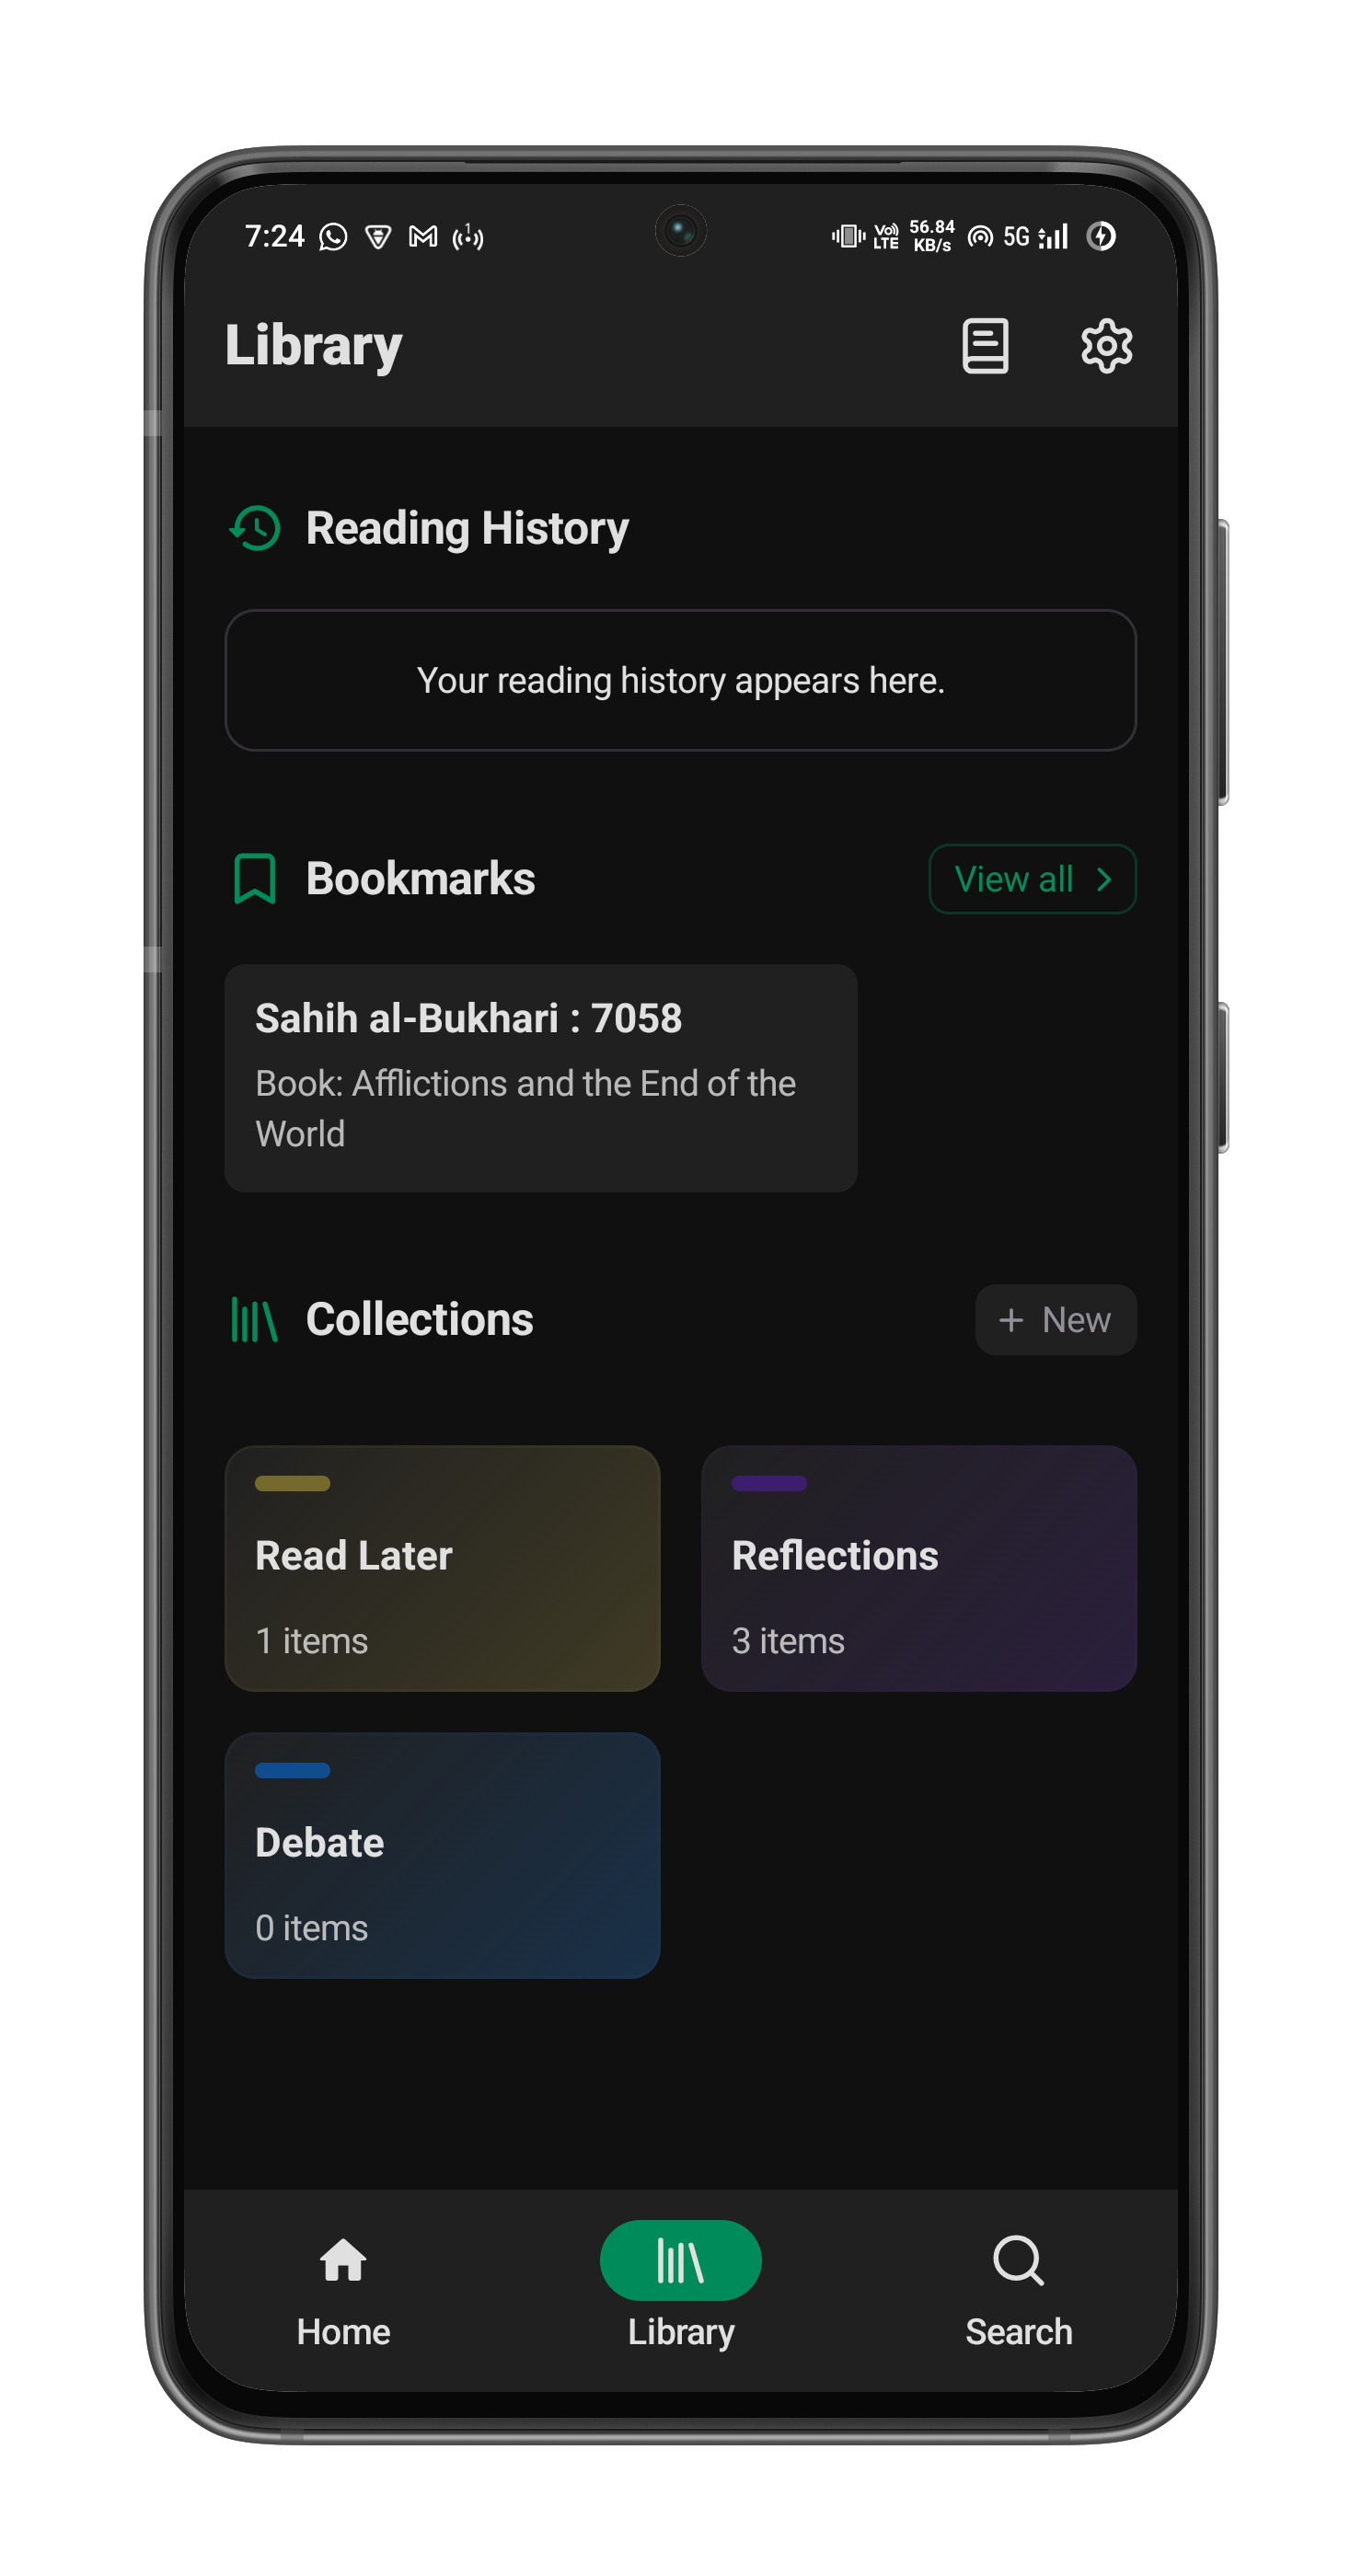 7:24
VoLTE 56.84 KB/s 5G
Library
Reading History
Your reading history appears here.
Bookmarks
View all
Sahih al-Bukhari : 7058
Book: Afflictions and the End of the
World
Collections
+ New
Read Later
Reflections
1 items
3 items
Debate
0 items
Home
Library
Search